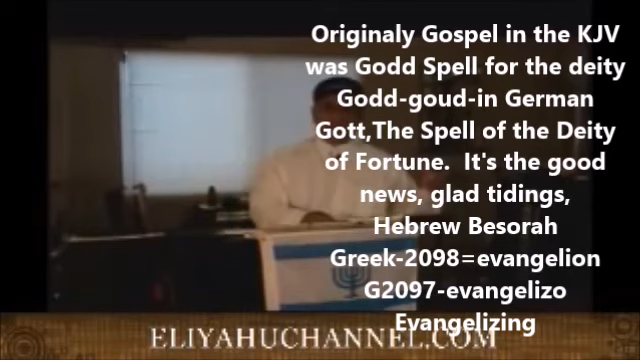 Originaly Gospel in the KJV
was Godd Spell for the deity
Godd-goud-in German
Gott,The Spell of the Deity
of Fortune.  It's the good
news, glad tidings,
Hebrew Besorah
Greek-2098=evangelion
G2097-evangelizo
Evangelizing
ELIYAHUCHANNEL.COM